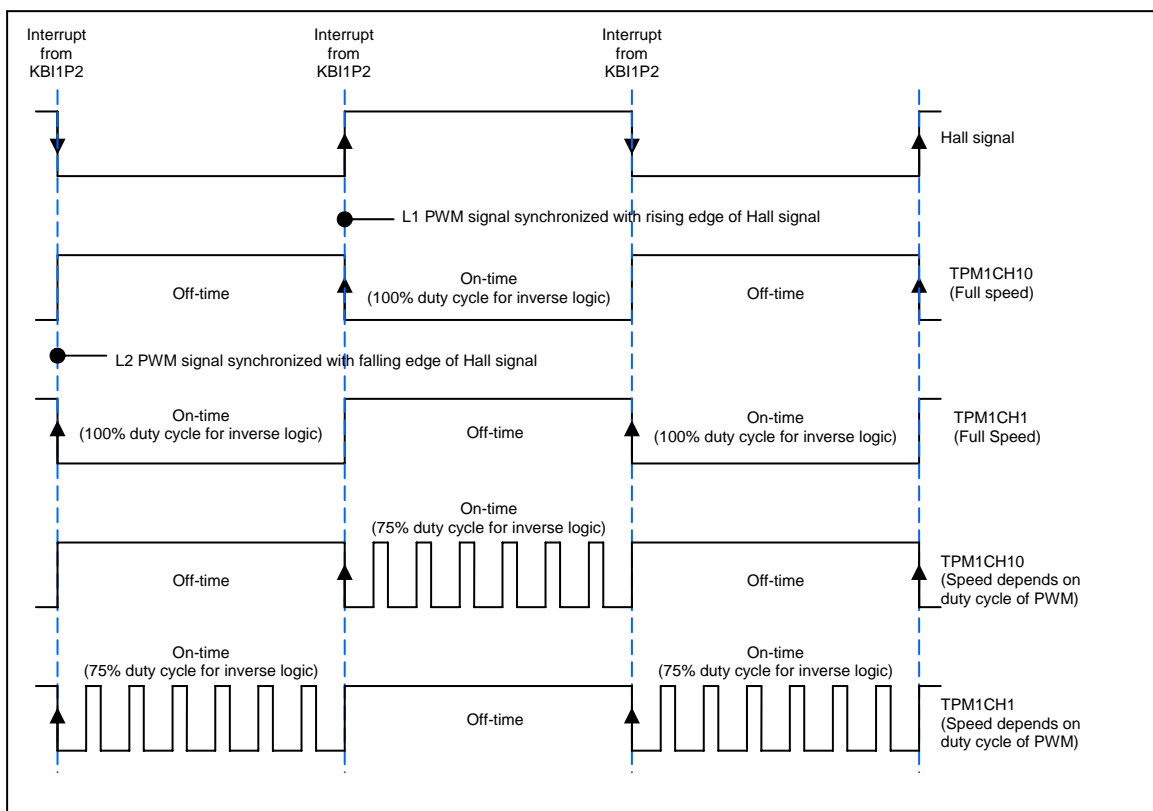 Interrupt
from
KBI1P2
Interrupt
from
KBI1P2
Interrupt
from
KBI1P2
Hall signal
L1 PWM signal synchronized with rising edge of Hall signal
Off-time
On-time
(100% duty cycle for inverse logic)
Off-time
TPM1CH10
(Full speed)
L2 PWM signal synchronized with falling edge of Hall signal
On-time
(100% duty cycle for inverse logic)
Off-time
On-time
(100% duty cycle for inverse logic)
TPM1CH1
(Full Speed)
On-time
(75% duty cycle for inverse logic)
Off-time
Off-time
TPM1CH10
(Speed depends on
duty cycle of PWM)
On-time
(75% duty cycle for inverse logic)
Off-time
On-time
(75% duty cycle for inverse logic)
TPM1CH1
(Speed depends on
duty cycle of PWM)